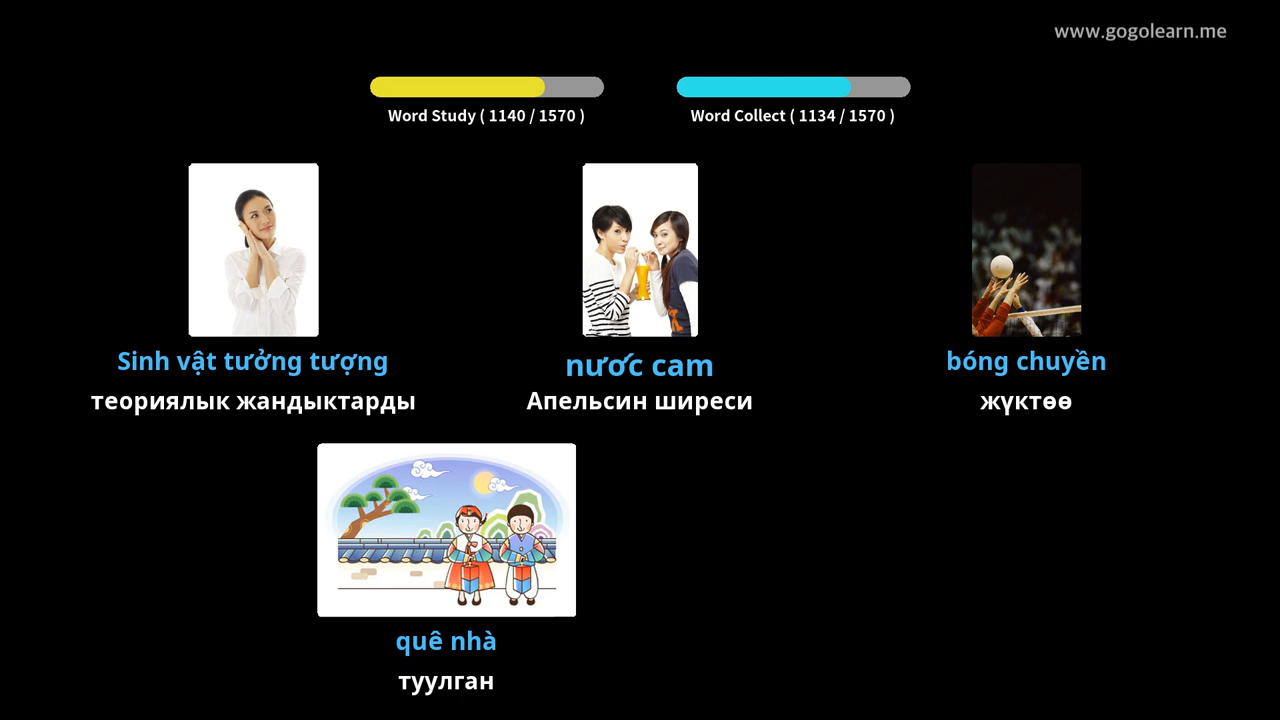 www.gogolearn.me
Word Study ( 1140 / 1570 )
Word Collect ( 1134 / 1570 )
Sinh vật tưởng tượng
nước cam
bóng chuyền
теориялык жандыктарды
Апельсин ширеси
жүктөө
quê nhà
туулган